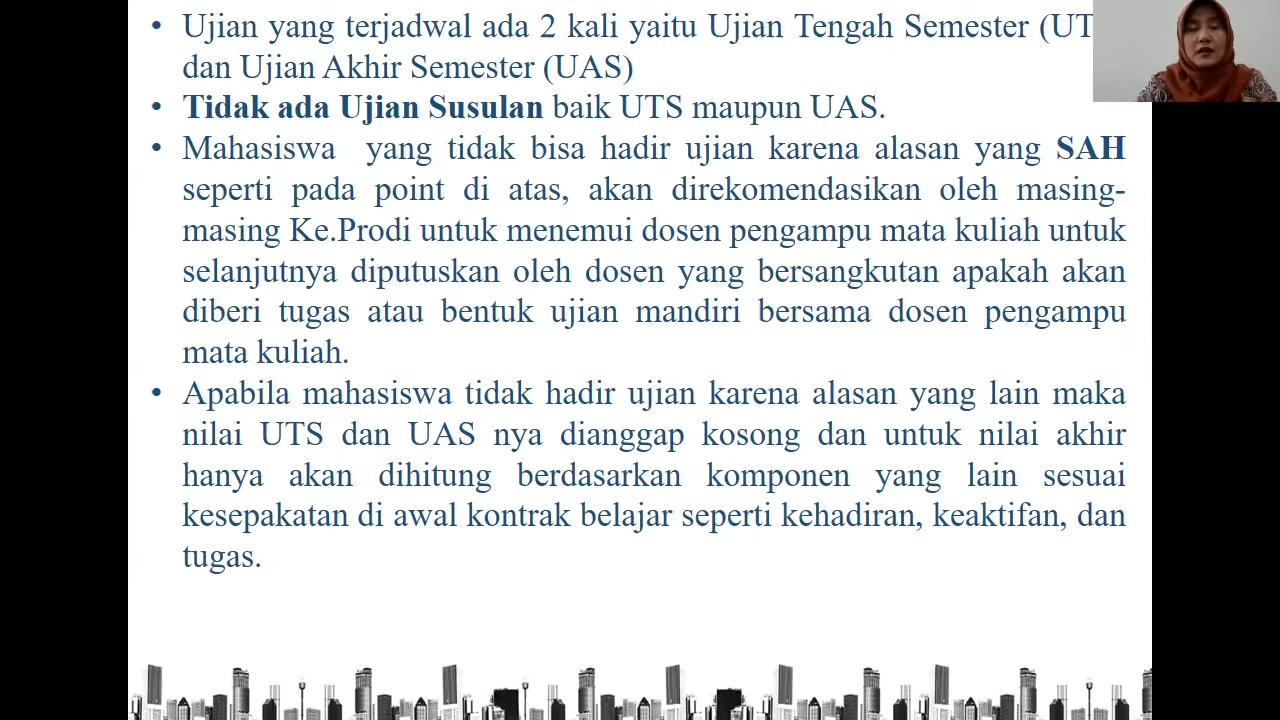 • Ujian yang terjadwal ada 2 kali yaitu Ujian Tengah Semester (UT
dan Ujian Akhir Semester (UAS)
• Tidak ada Ujian Susulan baik UTS maupun UAS.
• Mahasiswa yang tidak bisa hadir ujian karena alasan yang SAH
seperti pada point di atas, akan direkomendasikan oleh masing-
masing Ke.Prodi untuk menemui dosen pengampu mata kuliah untuk
selanjutnya diputuskan oleh dosen yang bersangkutan apakah akan
diberi tugas atau bentuk ujian mandiri bersama dosen pengampu
mata kuliah.
• Apabila mahasiswa tidak hadir ujian karena alasan yang lain maka
nilai UTS dan UAS nya dianggap kosong dan untuk nilai akhir
hanya akan dihitung berdasarkan komponen yang lain sesuai
kesepakatan di awal kontrak belajar seperti kehadiran, keaktifan, dan
tugas.